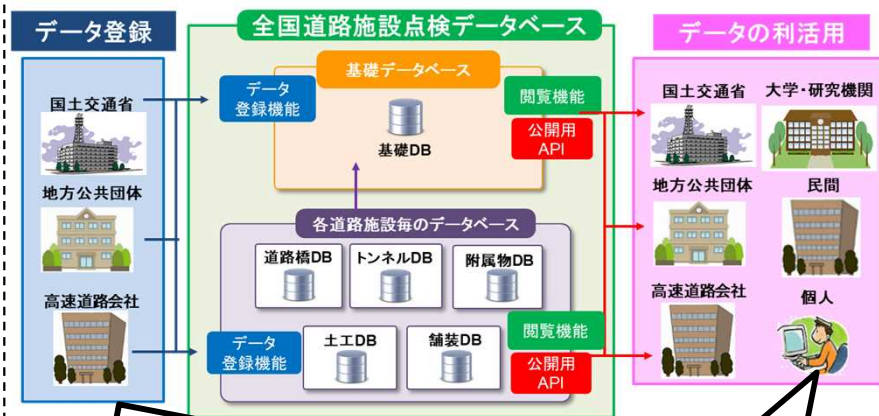 データ登録
国土交通省
地方公共団体
高速道路会社
全国道路施設点検データベース
基礎データベース
データ
登録機能
基礎DB
閲覧機能
公開用
API
各道路施設毎のデータベース
道路橋DB
トンネルDB
附属物DB
データ
登録機能
土工DB
舗装DB
閲覧機能
公開用
API
データの利活用
国土交通省
大学・研究機関
地方公共団体
民間
高速道路会社
個人